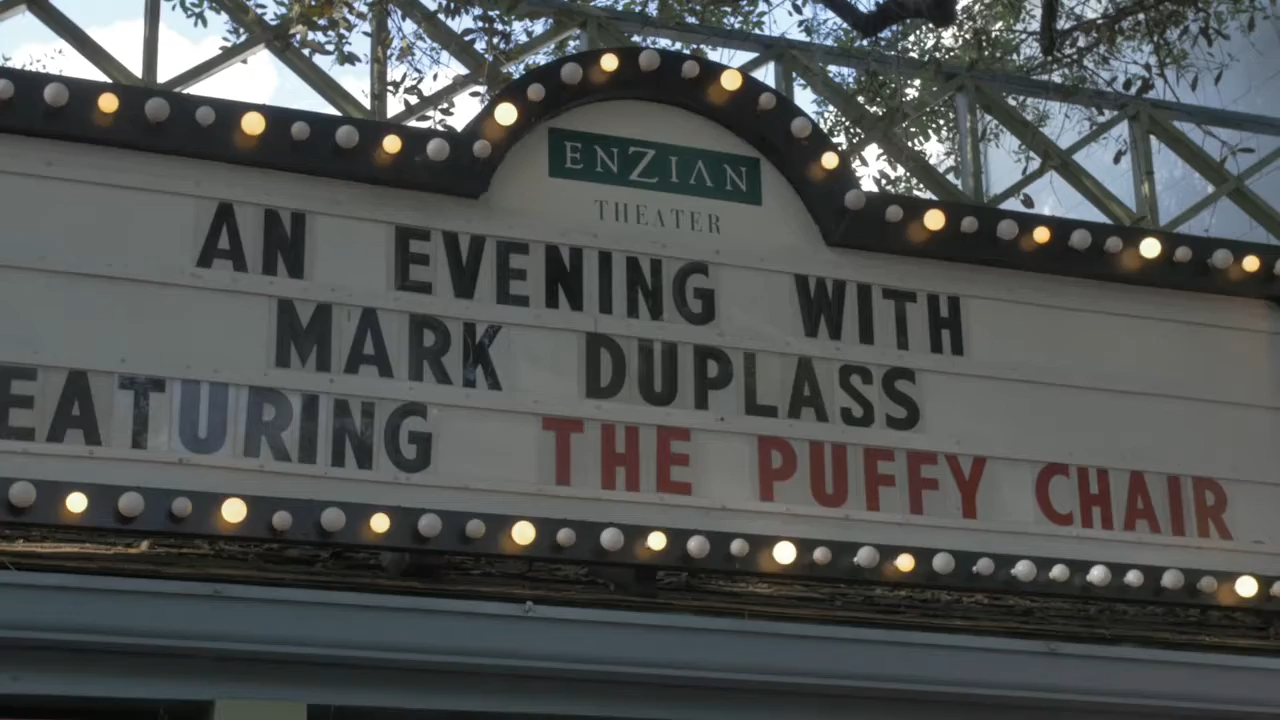 ENZIAN
THEATER
AN EVENING WITH
MARK DUPLASS
EATURING THE PUFFY CHAIR